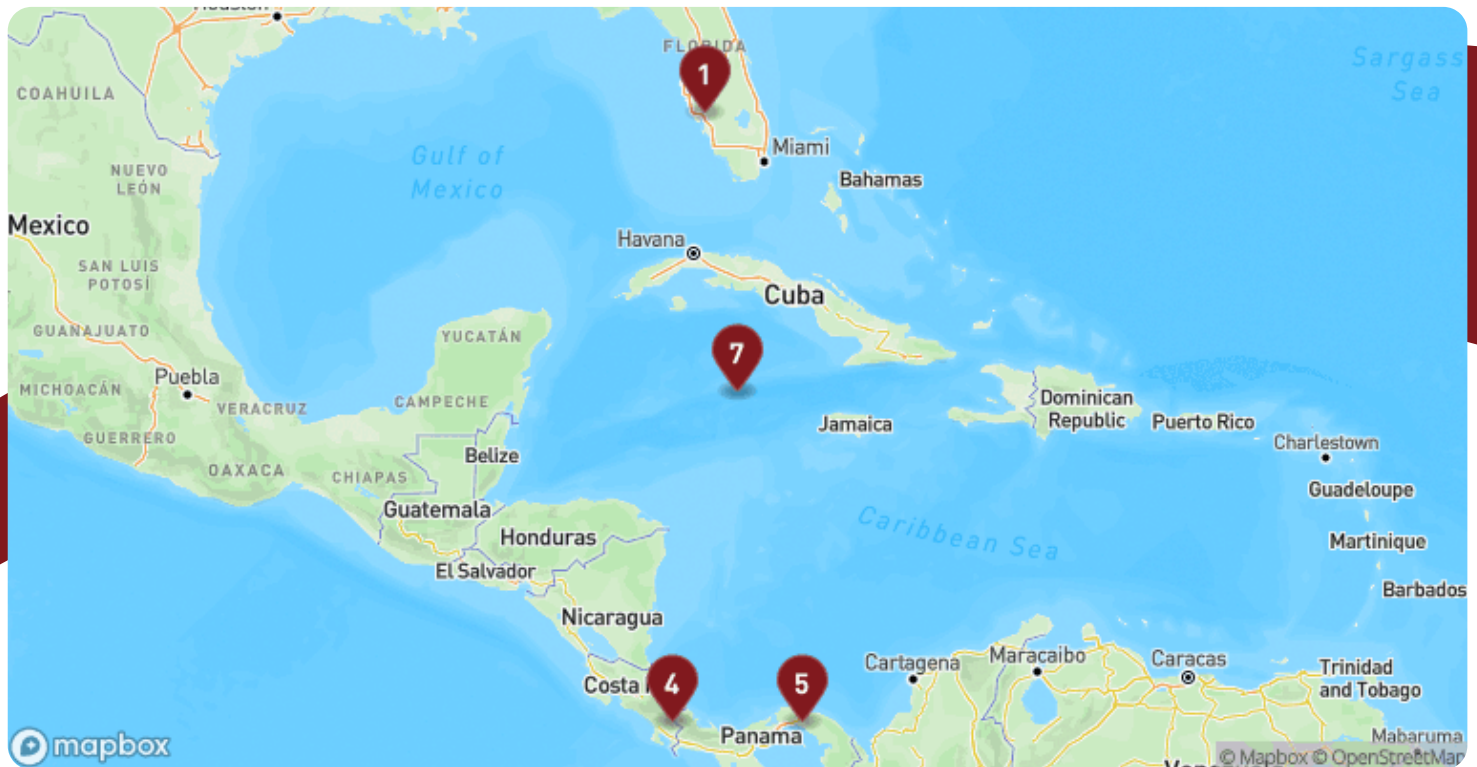 Houston
FLORIDA
Sargass
Sea
1
COAHUILA
Miami
Gulf of
Mexico
NUEVO
LEÓN
Bahamas
Mexico
Havana
SAN LUIS
POTOSÍ
Cuba
GUANAJUATO
YUCATÁN
7
Puebla
MICHOACÁN
CAMPECHE
VERACRUZ
Dominican
Republic
Jamaica
Puerto Rico
GUERRERO
Charlestown
Belize
OAXACA
CHIAPAS
Guadeloupe
Guatemala
Caribbean Sea
Honduras
Martinique
El Salvador
Barbados
Nicaragua
Cartagena
Maracaibo
Caracas
Trinidad
and Tobago
Costa
4
5
Panama
Mabaruma
mapbox
© Mapbox © OpenStreetMap